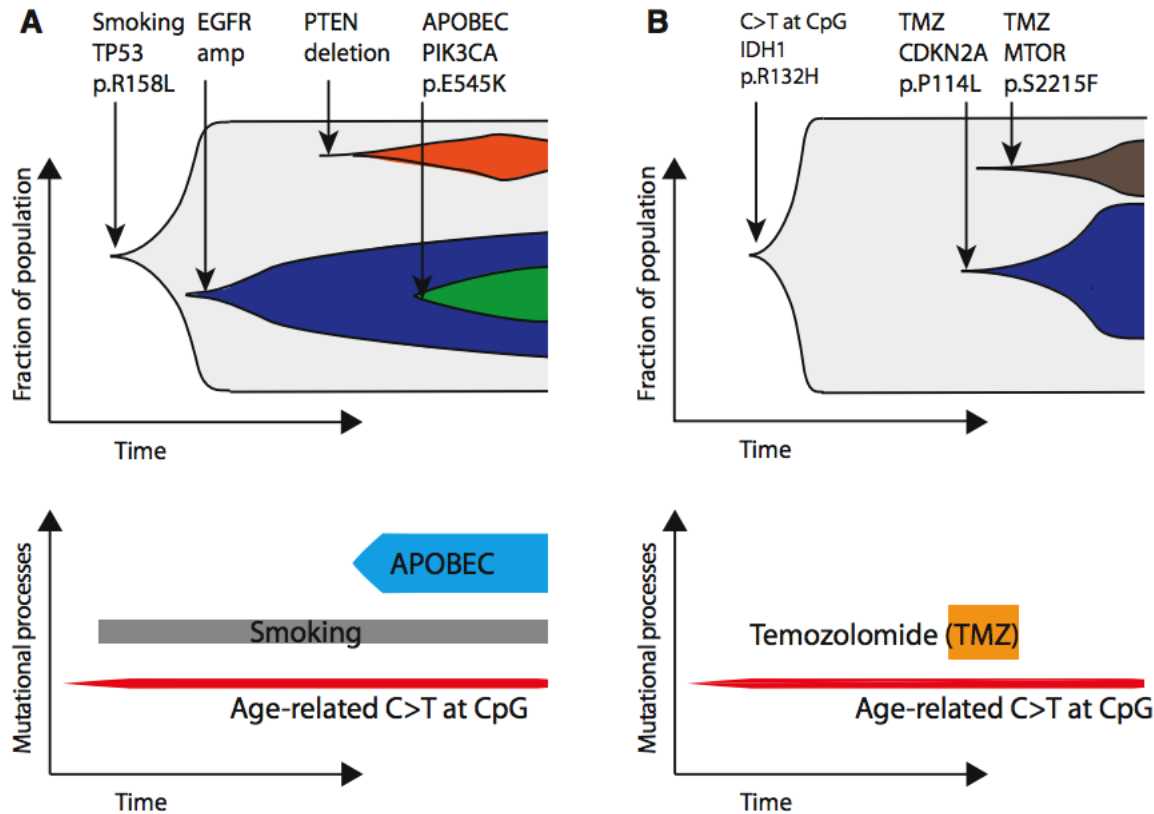 A
Smoking
TP53
p.R158L
EGFR
amp
PTEN
deletion
APOBEC
PIK3CA
p.E545K
Fraction of population
Time
Mutational processes
APOBEC
Smoking
Age-related C>T at CpG
Time
B
C>T at CpG
IDH1
p.R132H
TMZ
CDKN2A
p.P114L
TMZ
MTOR
p.S2215F
Fraction of population
Time
Mutational processes
Temozolomide (TMZ)
Age-related C>T at CpG
Time